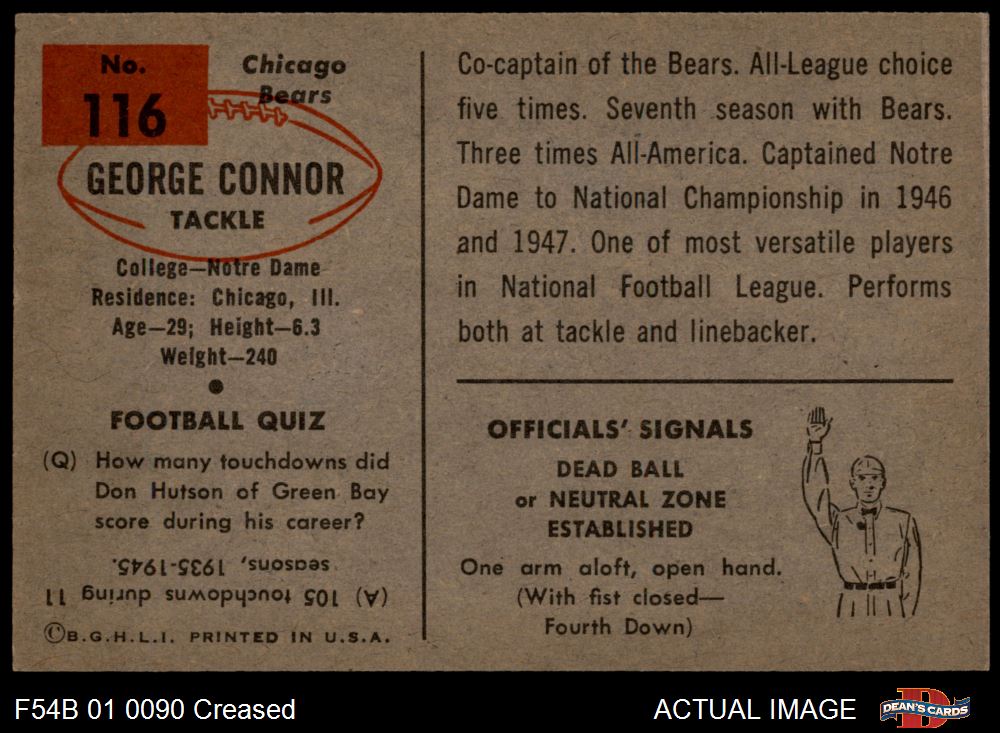 No.
116
Chicago
Bears
GEORGE CONNOR
TACKLE
College—Notre Dame
Residence: Chicago, Ill.
Age—29; Height—6.3
Weight—240
FOOTBALL QUIZ
(Q) How many touchdowns did
Don Hutson of Green Bay
score during his career?
(A) 105 touchdowns during 11
seasons, 1935-1945.
©B.G.H.L.I. PRINTED IN U.S.A.
Co-captain of the Bears. All-League choice
five times. Seventh season with Bears.
Three times All-America. Captained Notre
Dame to National Championship in 1946
and 1947. One of most versatile players
in National Football League. Performs
both at tackle and linebacker.
OFFICIALS' SIGNALS
DEAD BALL
or NEUTRAL ZONE
ESTABLISHED
One arm aloft, open hand.
(With fist closed—
Fourth Down)
F54B 01 0090 Creased
ACTUAL IMAGE
D
DEAN'S CARDS